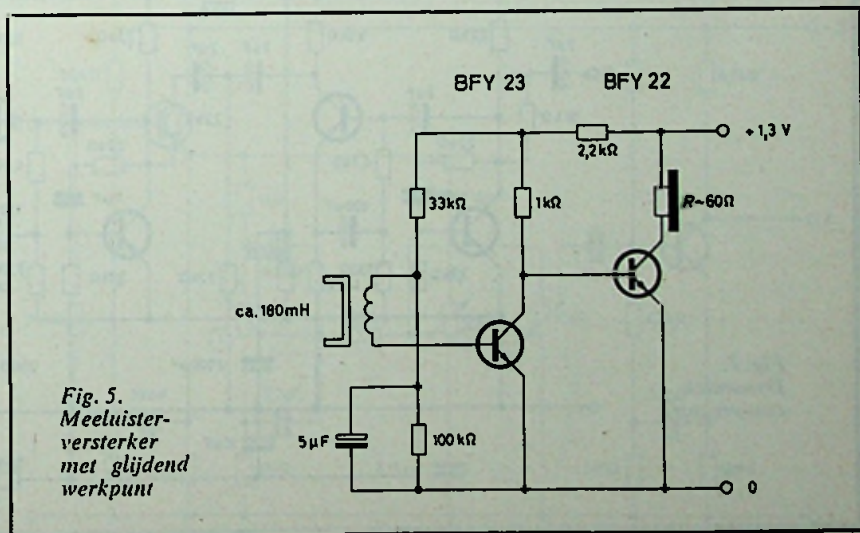 BFY 23
BFY 22
+ 1,3 V
2,2kΩ
33kΩ
1kΩ
R~60Ω
ca. 180mH
Fig. 5.
Meeluister-
versterker
met glijdend
werkpunt
5µF
100kΩ
0